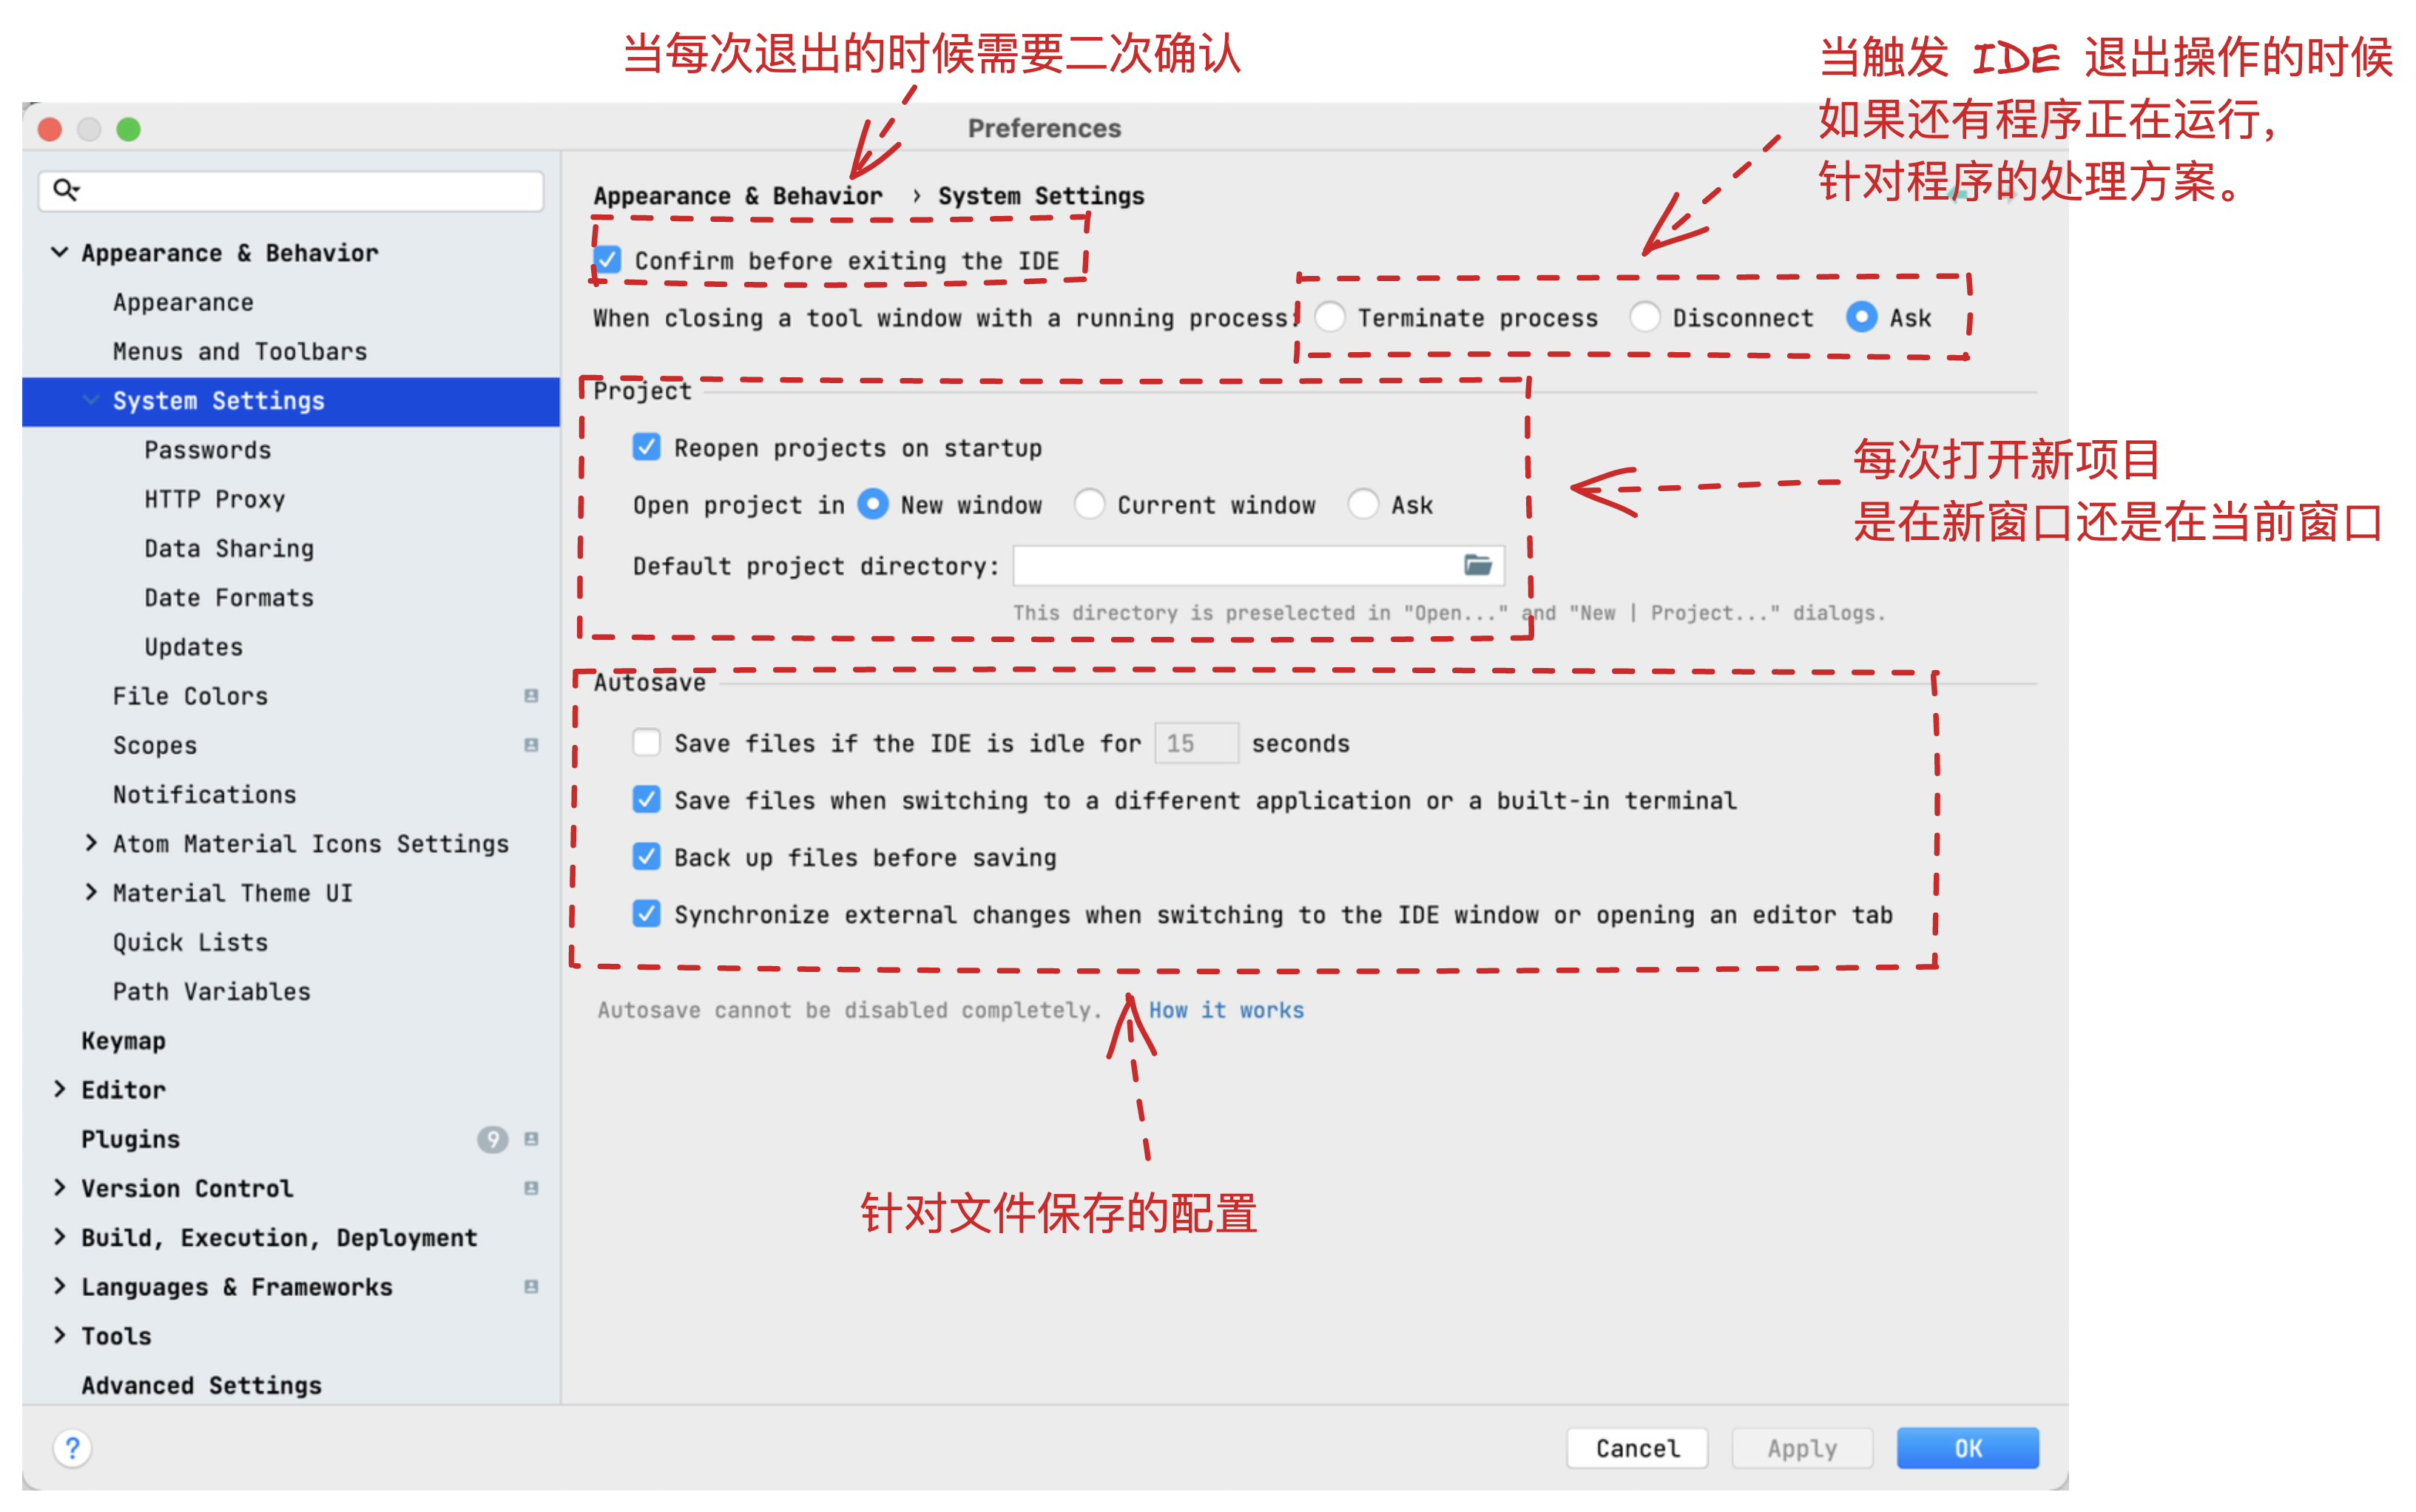 当每次退出的时候需要二次确认
当触发 IDE 退出操作的时候
如果还有程序正在运行,
针对程序的处理方案。
Preferences
Appearance & Behavior
Appearance
Menus and Toolbars
System Settings
Passwords
HTTP Proxy
Data Sharing
Date Formats
Updates
File Colors
Scopes
Notifications
Atom Material Icons Settings
Material Theme UI
Quick Lists
Path Variables
Keymap
Editor
Plugins 9
Version Control
Build, Execution, Deployment
Languages & Frameworks
Tools
Advanced Settings
Appearance & Behavior › System Settings
Confirm before exiting the IDE
When closing a tool window with a running process: Terminate process Disconnect Ask
Project
Reopen projects on startup
Open project in New window Current window Ask
Default project directory:
This directory is preselected in "Open..." and "New | Project..." dialogs.
每次打开新项目
是在新窗口还是在当前窗口
Autosave
Save files if the IDE is idle for 15 seconds
Save files when switching to a different application or a built-in terminal
Back up files before saving
Synchronize external changes when switching to the IDE window or opening an editor tab
Autosave cannot be disabled completely. How it works
针对文件保存的配置
? Cancel Apply OK